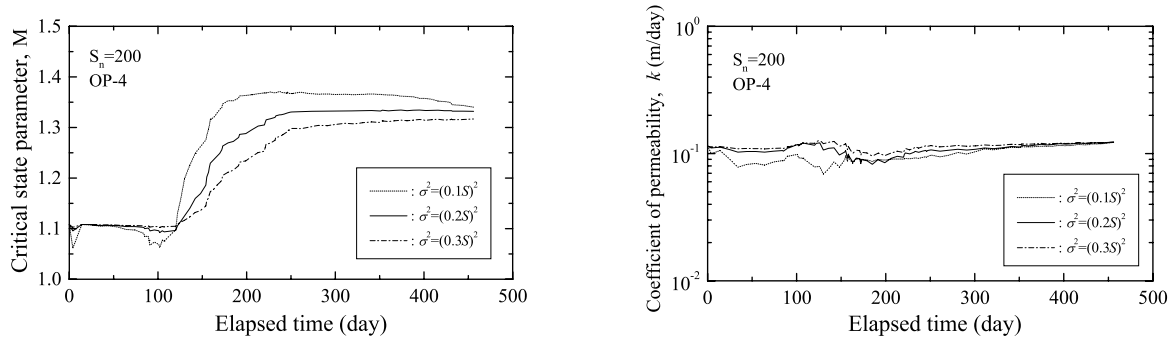 Critical state parameter, M
1.5
1.4
1.3
1.2
1.1
1.0
Sₙ=200
OP-4
: σ²=(0.1S)²
: σ²=(0.2S)²
: σ²=(0.3S)²
0
100
200
300
400
500
Elapsed time (day)
Coefficient of permeability, k (m/day)
10⁰
10⁻¹
10⁻²
Sₙ=200
OP-4
: σ²=(0.1S)²
: σ²=(0.2S)²
: σ²=(0.3S)²
0
100
200
300
400
500
Elapsed time (day)